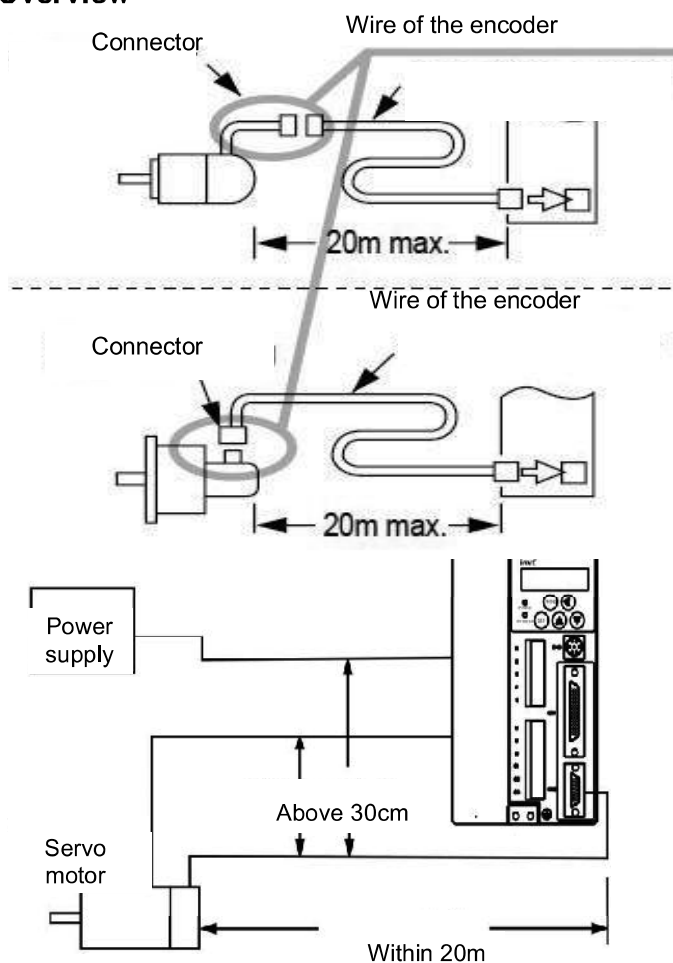 Overview
Wire of the encoder
Connector
20m max.
Wire of the encoder
Connector
20m max.
invt
Power
supply
Above 30cm
Servo
motor
Within 20m